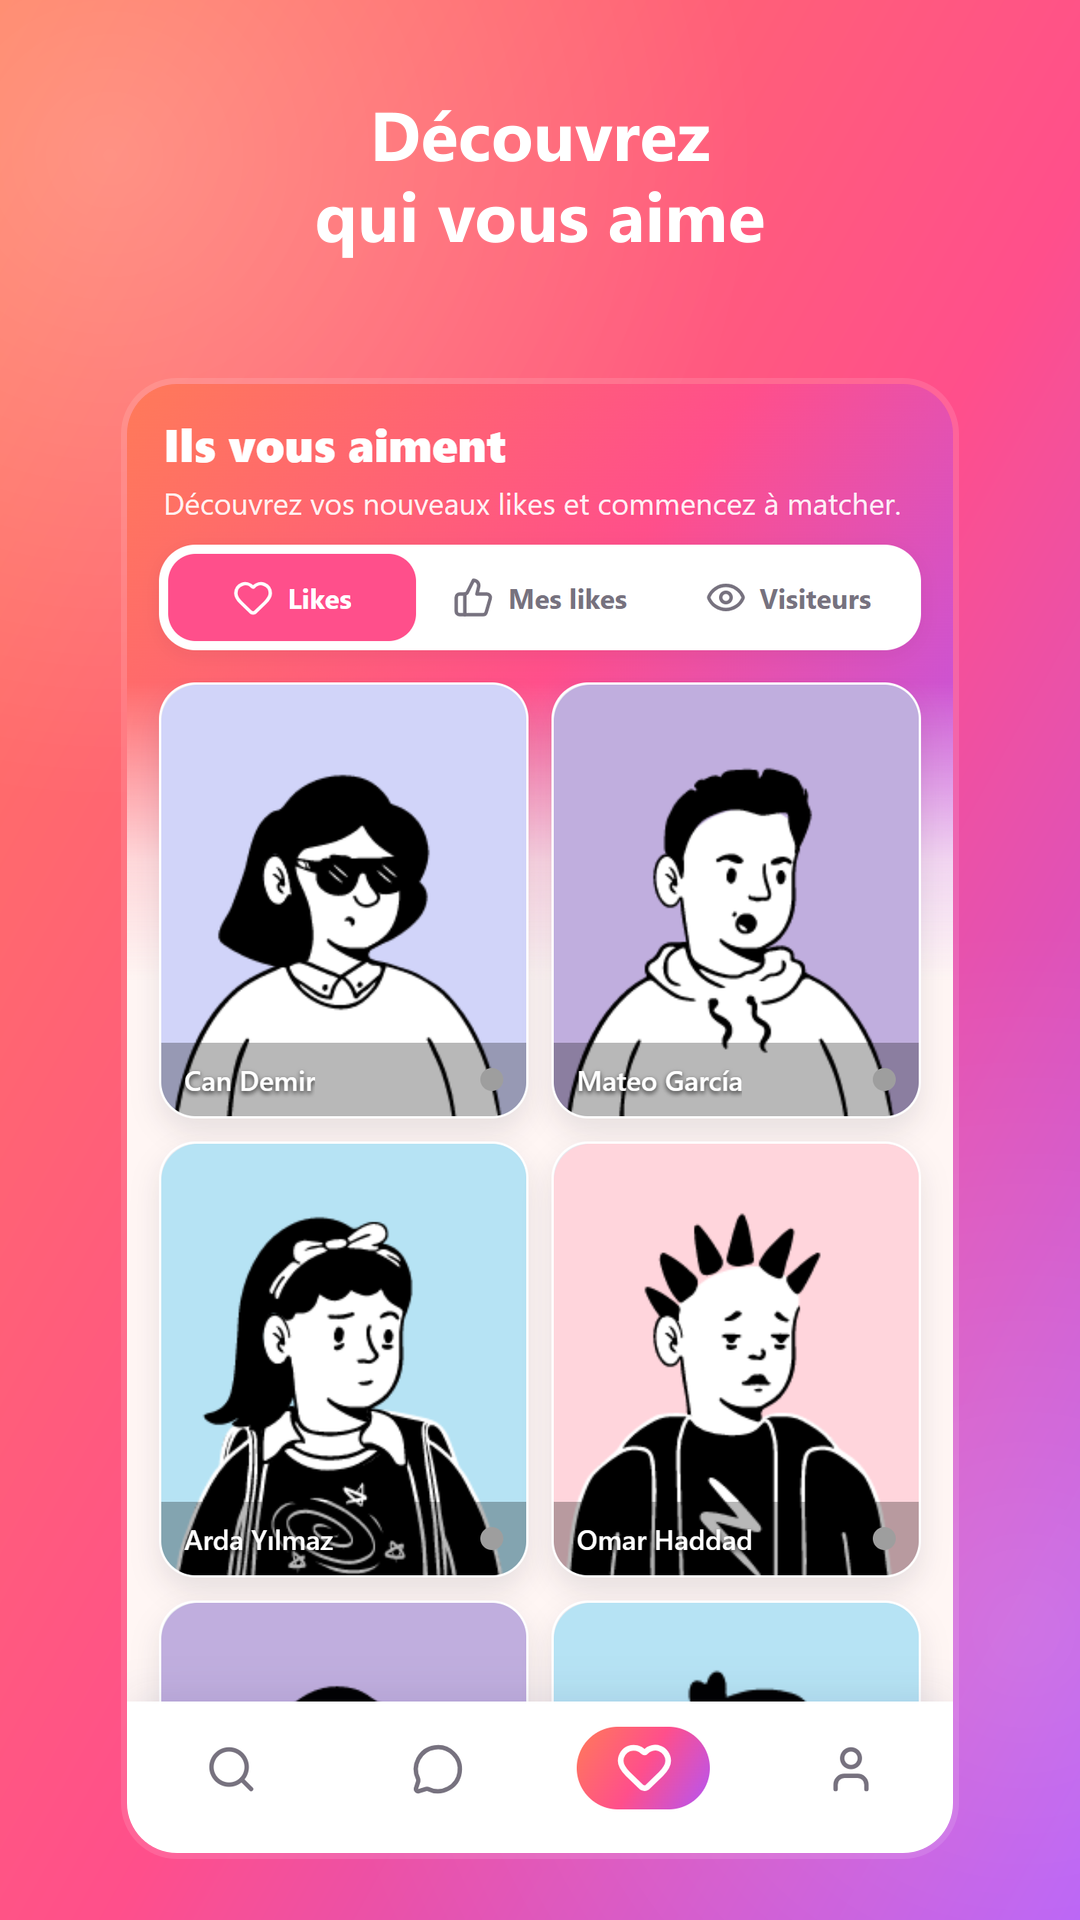 Découvrez
qui vous aime
Ils vous aiment
Découvrez vos nouveaux likes et commencez à matcher.
Likes
Mes likes
Visiteurs
Can Demir
Mateo García
Arda Yılmaz
Omar Haddad